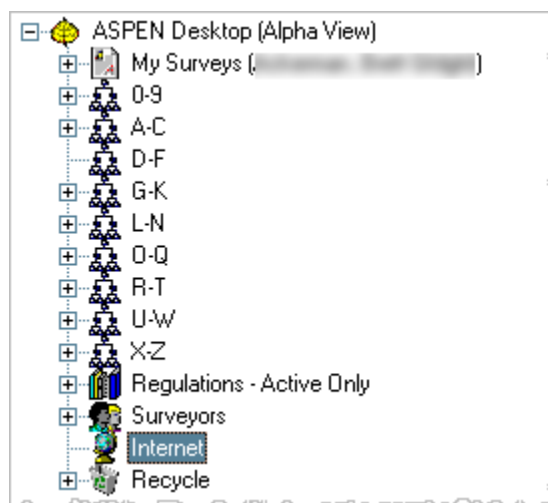 ASPEN Desktop (Alpha View)
My Surveys ( )
0-9
A-C
D-F
G-K
L-N
O-Q
R-T
U-W
X-Z
Regulations - Active Only
Surveyors
Internet
Recycle